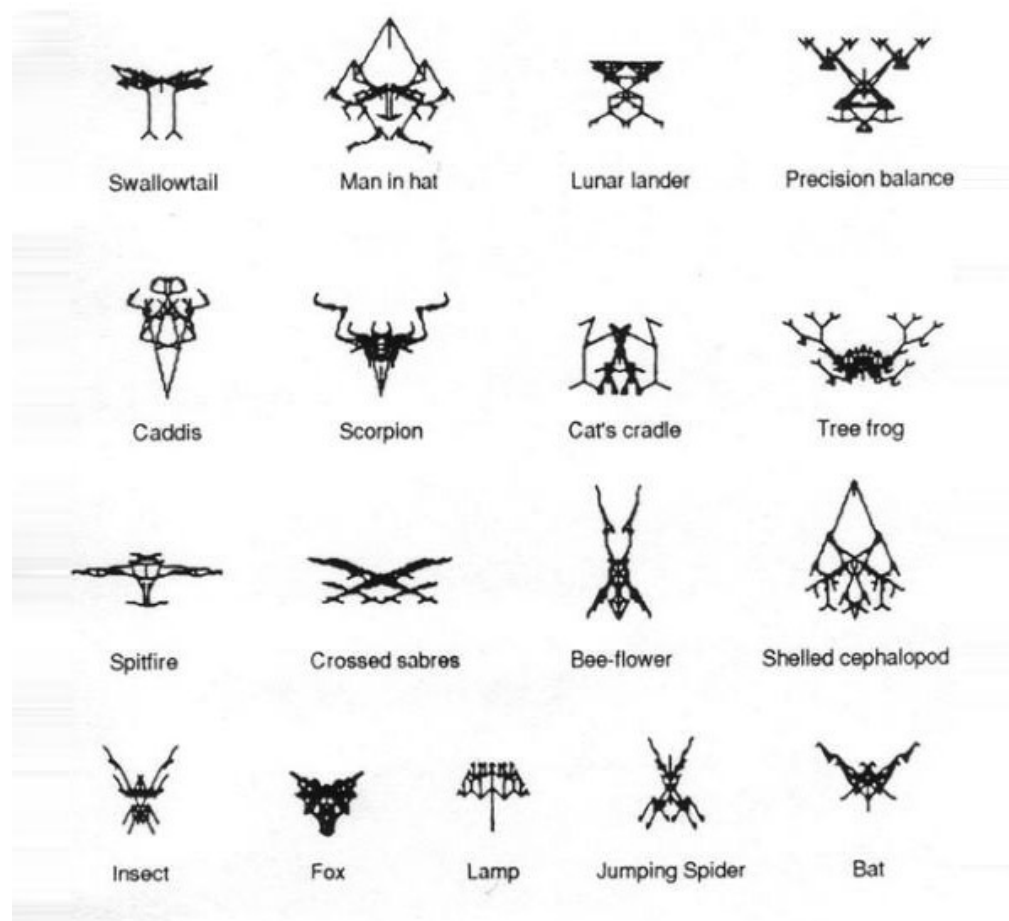 Swallowtail
Man in hat
Lunar lander
Precision balance
Caddis
Scorpion
Cat's cradle
Tree frog
Spitfire
Crossed sabres
Bee-flower
Shelled cephalopod
Insect
Fox
Lamp
Jumping Spider
Bat